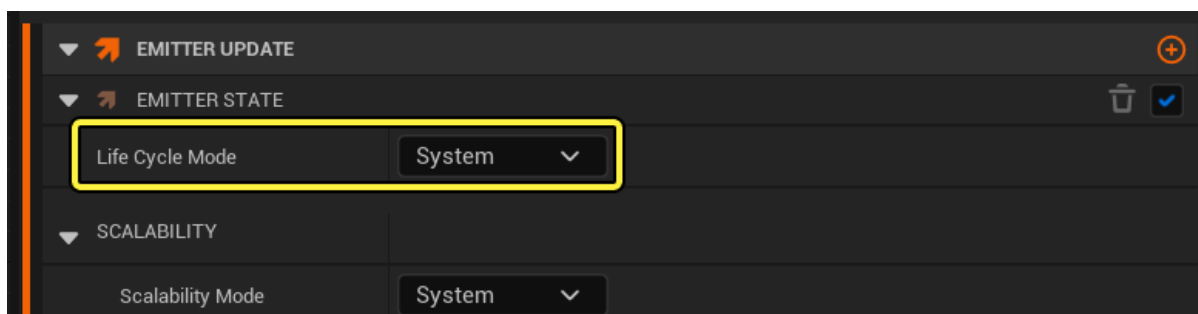 EMITTER UPDATE
EMITTER STATE
Life Cycle Mode System
SCALABILITY
Scalability Mode System